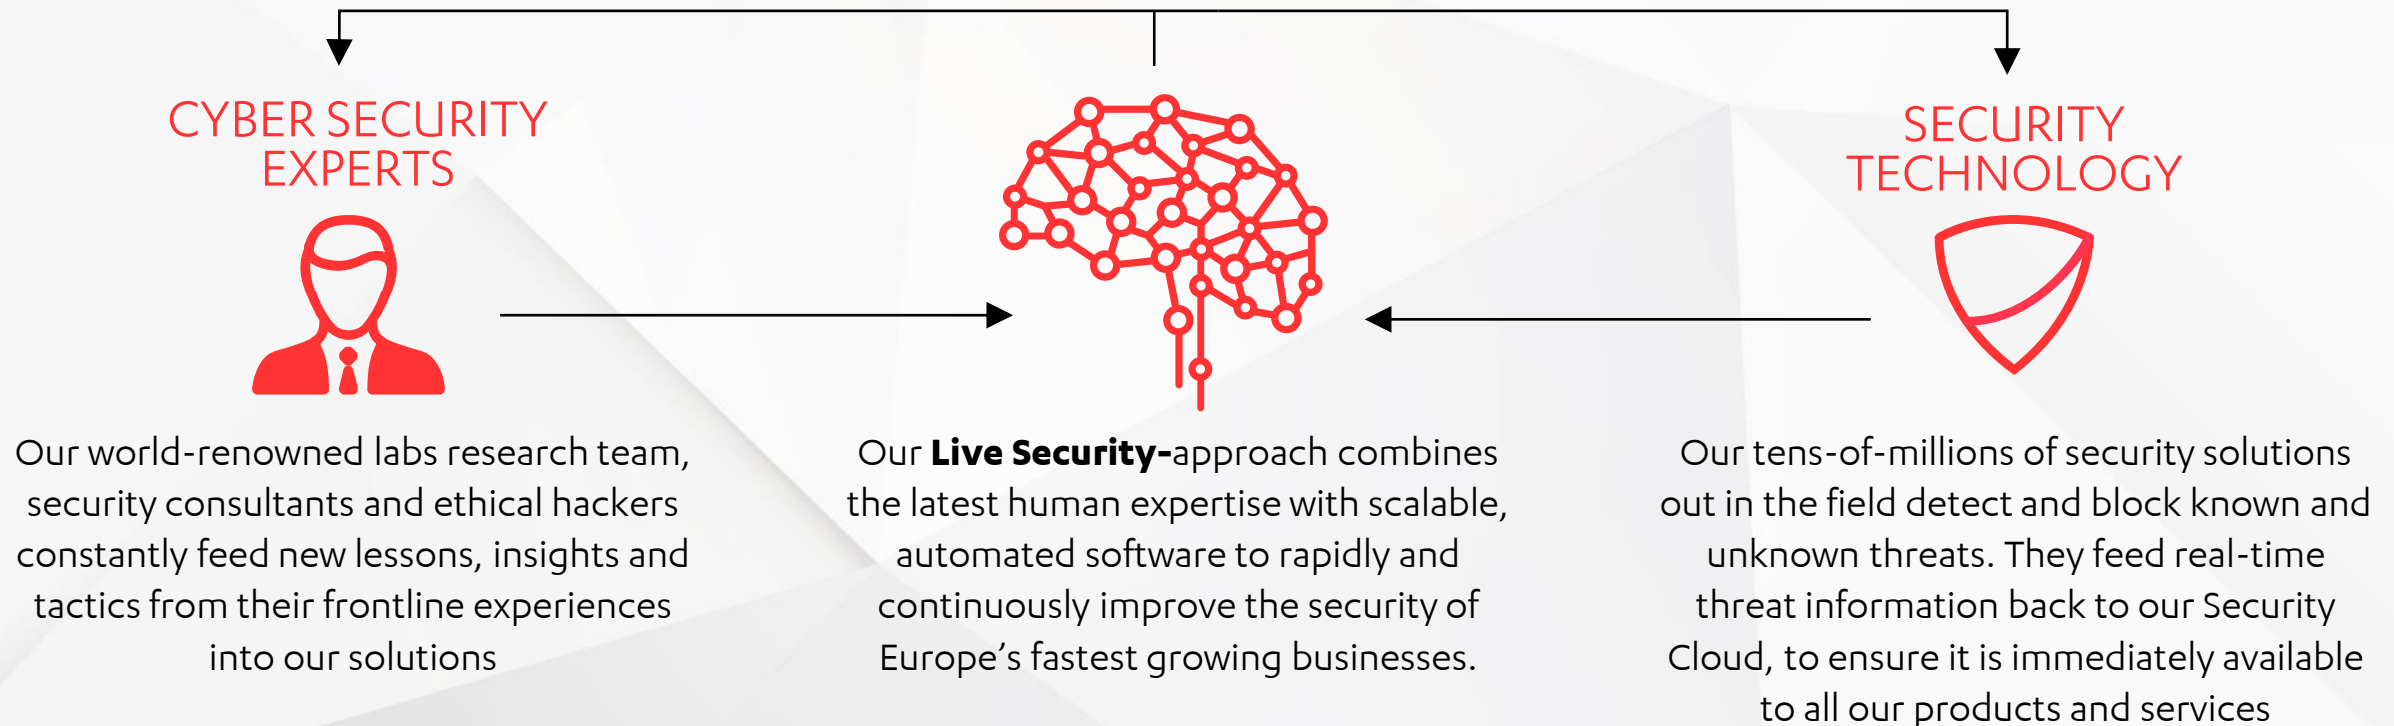 CYBER SECURITY
EXPERTS
Our world-renowned labs research team,
security consultants and ethical hackers
constantly feed new lessons, insights and
tactics from their frontline experiences
into our solutions
Our Live Security-approach combines
the latest human expertise with scalable,
automated software to rapidly and
continuously improve the security of
Europe’s fastest growing businesses.
SECURITY
TECHNOLOGY
Our tens-of-millions of security solutions
out in the field detect and block known and
unknown threats. They feed real-time
threat information back to our Security
Cloud, to ensure it is immediately available
to all our products and services